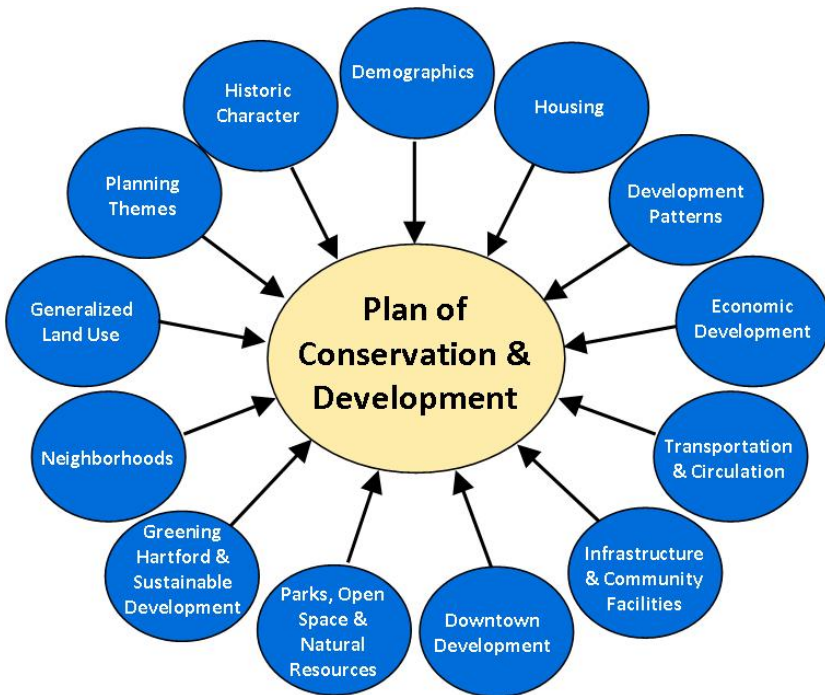 Demographics
Housing
Development
Patterns
Economic
Development
Transportation
& Circulation
Infrastructure
& Community
Facilities
Downtown
Development
Parks, Open
Space &
Natural
Resources
Greening
Hartford &
Sustainable
Development
Neighborhoods
Generalized
Land Use
Planning
Themes
Historic
Character
Plan of
Conservation &
Development